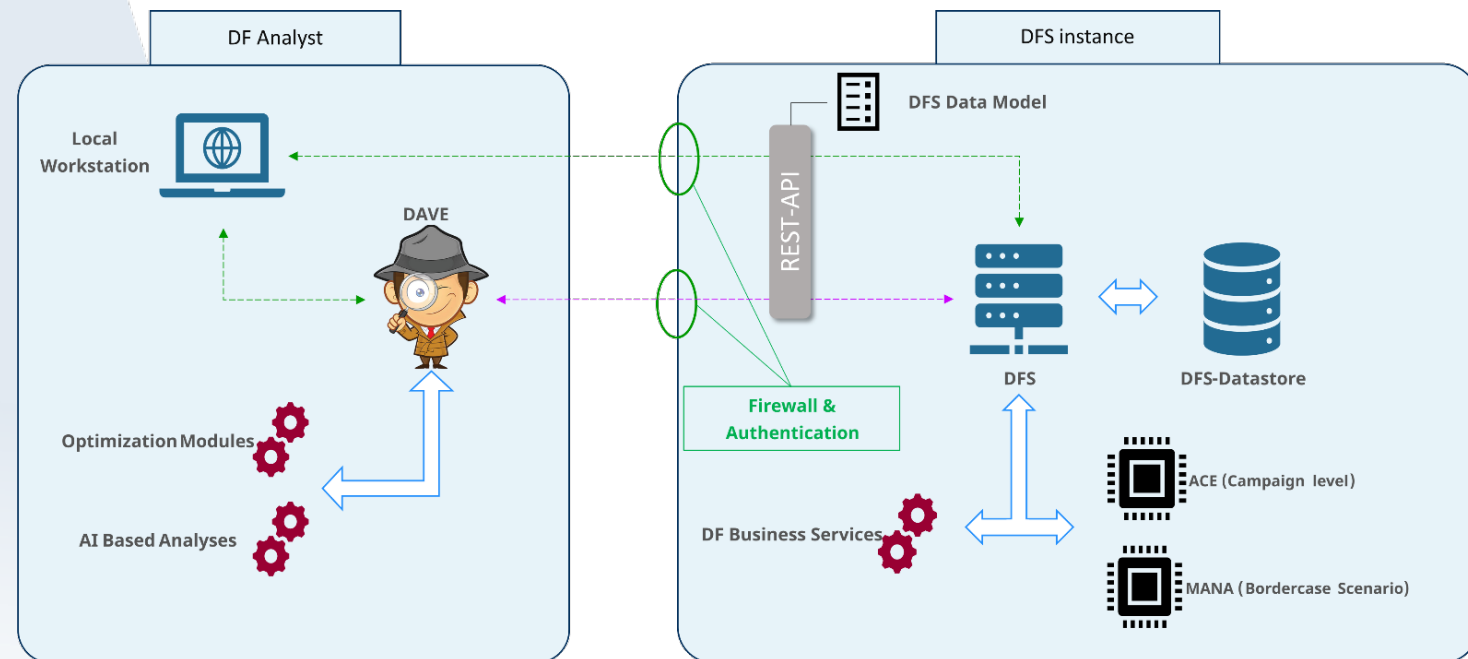 DF Analyst
DFS instance
Local
Workstation
DAVE
Optimization Modules
AI Based Analyses
DFS Data Model
REST-API
Firewall &
Authentication
DFS
DFS-Datastore
DF Business Services
ACE (Campaign level)
MANA (Bordercase Scenario)